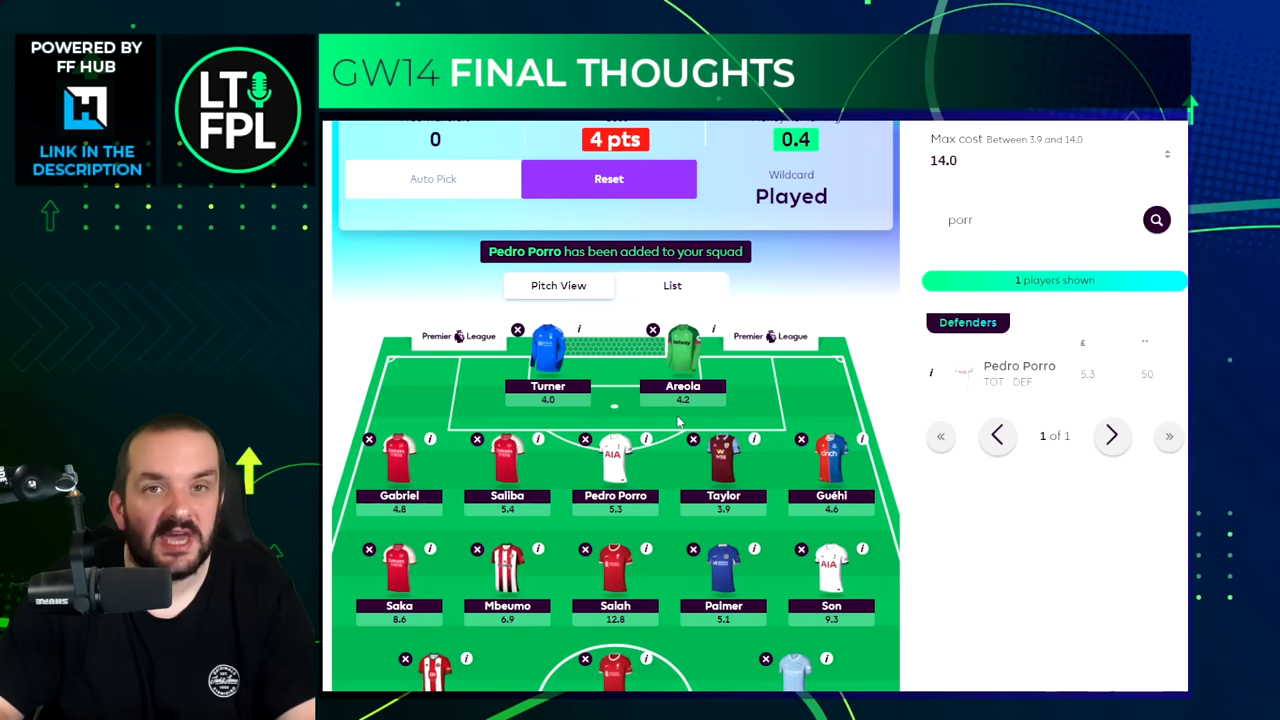 POWERED BY
FF HUB
LINK IN THE
DESCRIPTION
LT
FPL
GW14 FINAL THOUGHTS
0
4 pts
0.4
Auto Pick
Reset
Wildcard
Played
Pedro Porro has been added to your squad
Pitch View
List
Premier League
Premier League
Turner
4.0
Areola
4.2
Gabriel
4.8
Saliba
5.4
AIA
Pedro Porro
5.3
Taylor
3.9
cinch
Guéhi
4.6
Saka
8.6
Mbeumo
6.9
Salah
12.8
Palmer
5.1
AIA
Son
9.3
Max cost Between 3.9 and 14.0
14.0
porr
1 players shown
Defenders
£
Pedro Porro
TOT DEF
5.3
50
1 of 1
SHURE